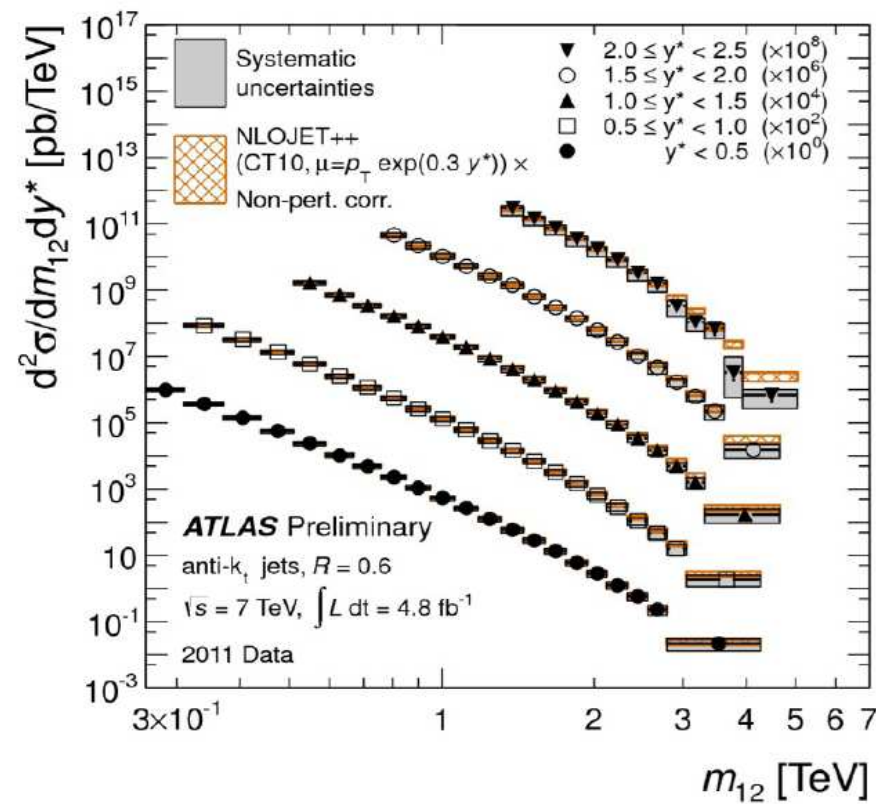 10^17
10^15
10^13
10^11
10^9
10^7
10^5
10^3
10
10^-1
10^-3
d²σ/dm₁₂dy* [pb/TeV]
Systematic
uncertainties
NLOJET++
(CT10, μ=p_T exp(0.3 y*)) ×
Non-pert. corr.
2.0 ≤ y* < 2.5 (×10^8)
1.5 ≤ y* < 2.0 (×10^6)
1.0 ≤ y* < 1.5 (×10^4)
0.5 ≤ y* < 1.0 (×10^2)
y* < 0.5 (×10^0)
ATLAS Preliminary
anti-k_t jets, R = 0.6
√s = 7 TeV, ∫L dt = 4.8 fb⁻¹
2011 Data
3×10^-1 1 2 3 4 5 6 7
m₁₂ [TeV]